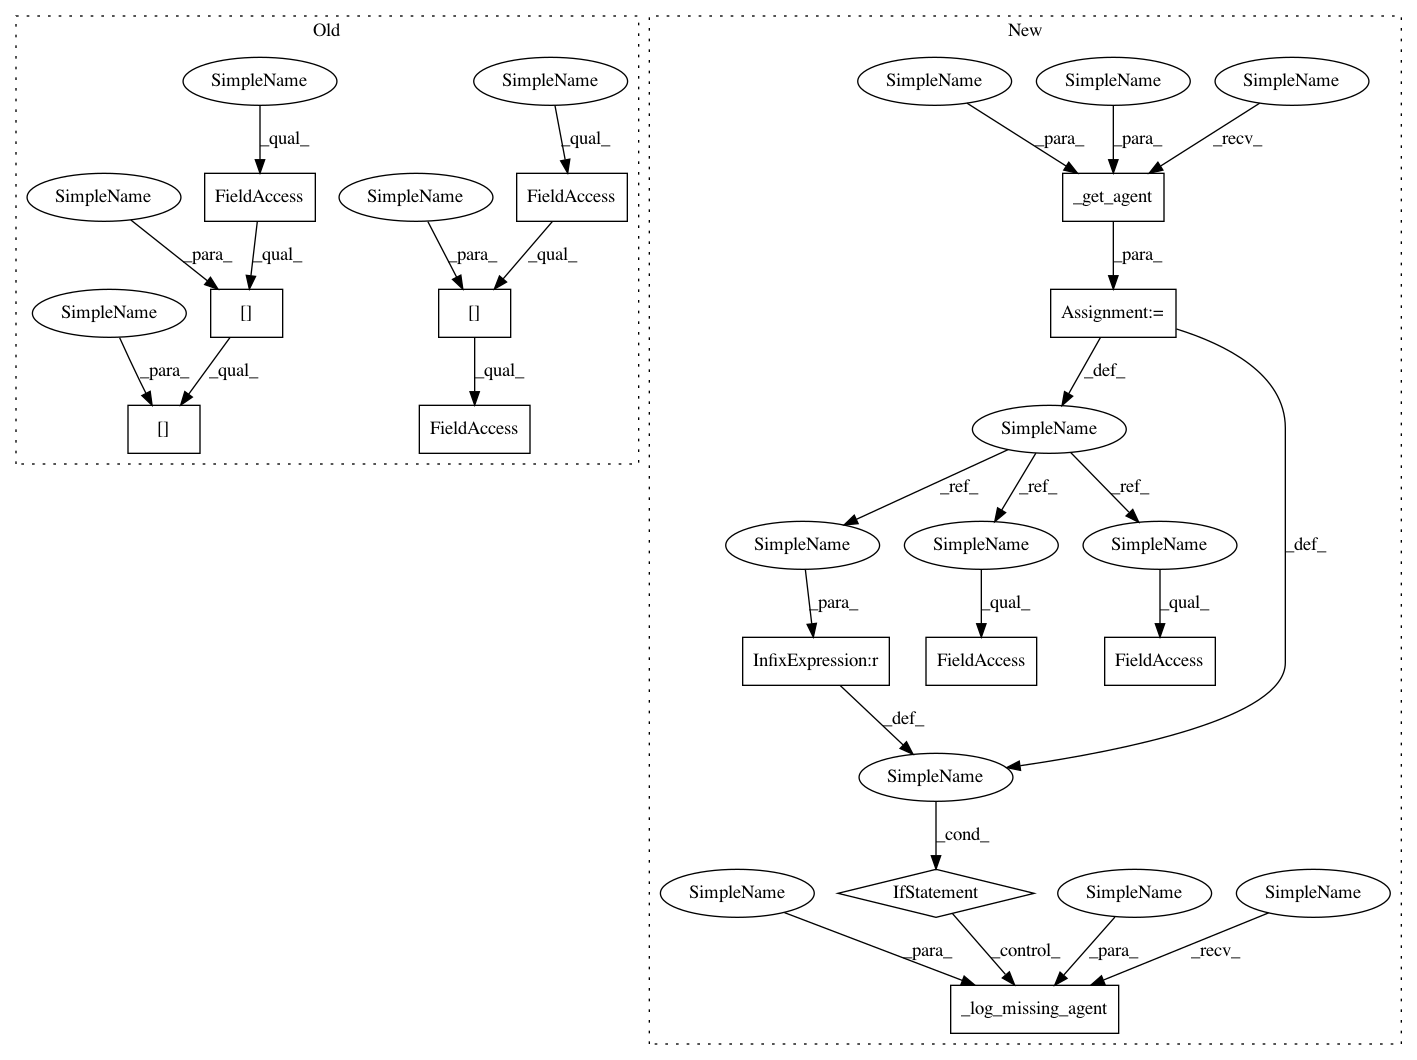 Old
New
SimpleName
SimpleName
SimpleName
SimpleName
SimpleName
_qual_
_qual_
_para_
_para_
_recv_
SimpleName
FieldAccess
SimpleName
FieldAccess
_get_agent
_para_
_qual_
_para_
_qual_
_para_
SimpleName
[]
[]
Assignment:=
_para_
_qual_
_qual_
_def_
[]
FieldAccess
SimpleName
_ref_
_ref_
_ref_
SimpleName
SimpleName
SimpleName
_def_
_para_
_qual_
_qual_
InfixExpression:r
FieldAccess
FieldAccess
_def_
SimpleName
_cond_
SimpleName
IfStatement
SimpleName
SimpleName
_para_
_control_
_para_
_recv_
_log_missing_agent